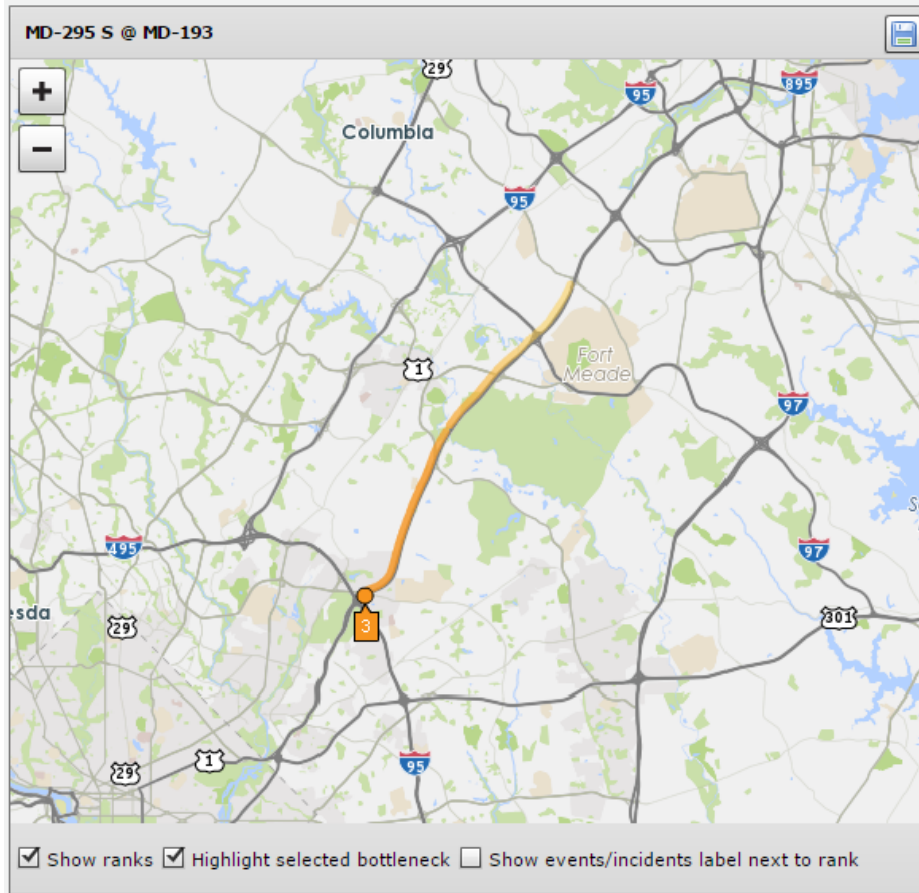 MD-295 S @ MD-193
29
95
895
Columbia
95
1
Fort
Meade
97
495
97
esda
29
3
301
1
29
95
S
Show ranks Highlight selected bottleneck Show events/incidents label next to rank